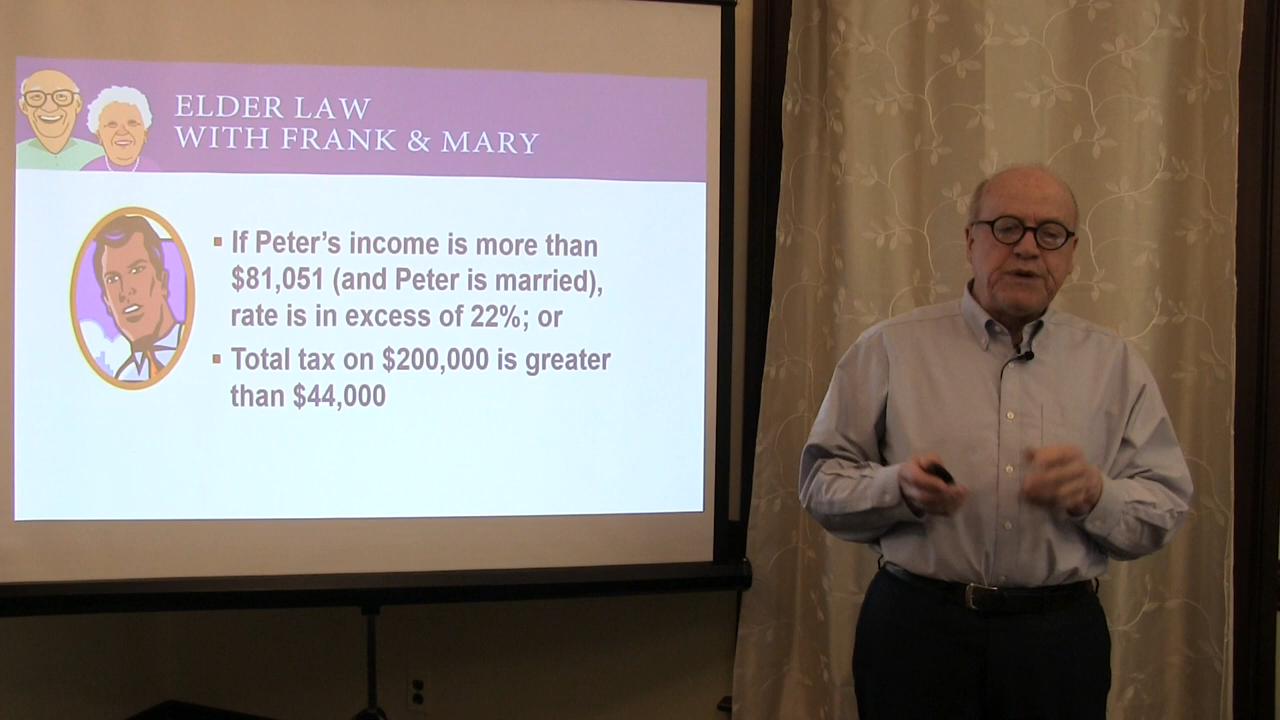 ELDER LAW
WITH FRANK & MARY
▪ If Peter's income is more than
$81,051 (and Peter is married),
rate is in excess of 22%; or
▪ Total tax on $200,000 is greater
than $44,000